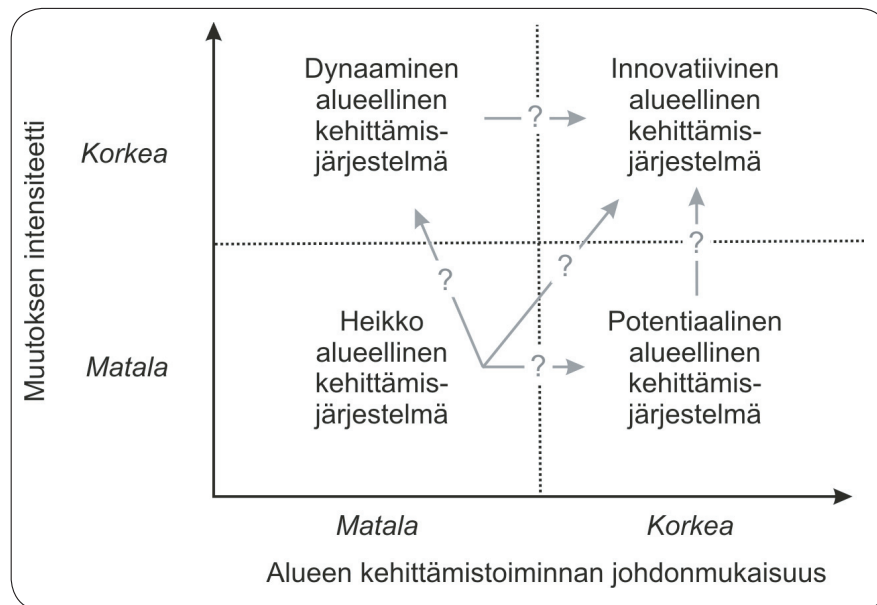 Muutoksen intensiteetti
Korkea
Matala
Dynaaminen
alueellinen
kehittämis-
järjestelmä
?
Innovatiivinen
alueellinen
kehittämis-
järjestelmä
?
?
?
Heikko
alueellinen
kehittämis-
järjestelmä
?
Potentiaalinen
alueellinen
kehittämis-
järjestelmä
Matala
Korkea
Alueen kehittämistoiminnan johdonmukaisuus